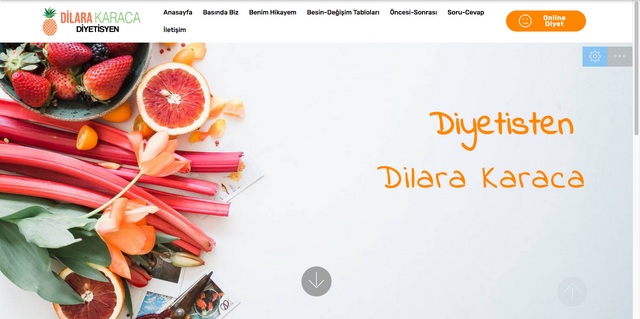 DİLARA KARACA
DİYETİSYEN
Anasayfa Basında Biz Benim Hikayem Besin-Değişim Tabloları Öncesi-Sonrası Soru-Cevap
İletişim
Online
Diyet
Diyetisten
Dilara Karaca